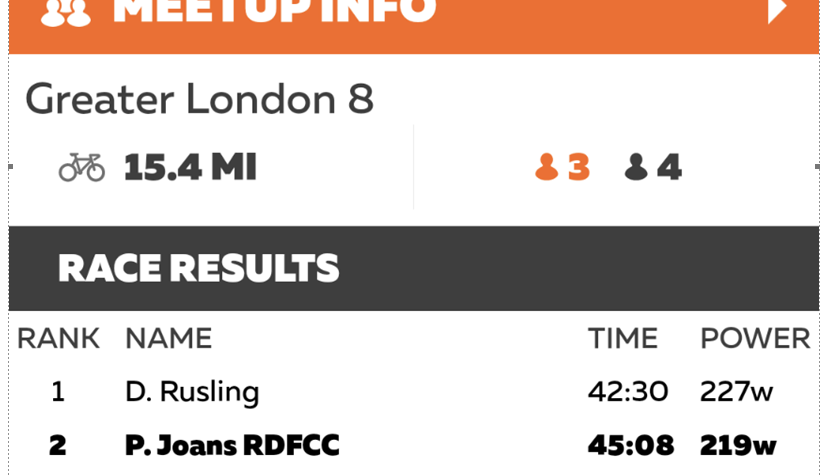 MEETUP INFO
Greater London 8
15.4 MI 3 4
RACE RESULTS
RANK NAME TIME POWER
1 D. Rusling 42:30 227w
2 P. Joans RDFCC 45:08 219w